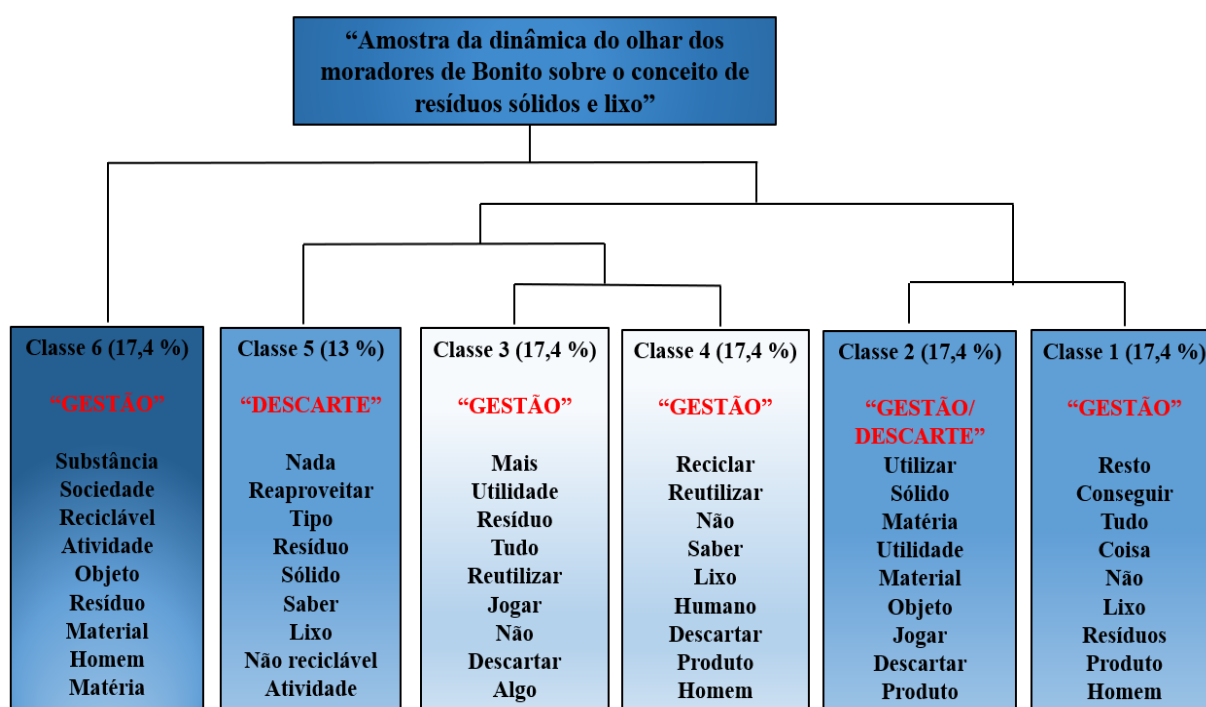 “Amostra da dinâmica do olhar dos
moradores de Bonito sobre o conceito de
resíduos sólidos e lixo”
Classe 6 (17,4 %)
“GESTÃO”
Substância
Sociedade
Reciclável
Atividade
Objeto
Resíduo
Material
Homem
Matéria
Classe 5 (13 %)
“DESCARTE”
Nada
Reaproveitar
Tipo
Resíduo
Sólido
Saber
Lixo
Não reciclável
Atividade
Classe 3 (17,4 %)
“GESTÃO”
Mais
Utilidade
Resíduo
Tudo
Reutilizar
Jogar
Não
Descartar
Algo
Classe 4 (17,4 %)
“GESTÃO”
Reciclar
Reutilizar
Não
Saber
Lixo
Humano
Descartar
Produto
Homem
Classe 2 (17,4 %)
“GESTÃO/
DESCARTE”
Utilizar
Sólido
Matéria
Utilidade
Material
Objeto
Jogar
Descartar
Produto
Classe 1 (17,4 %)
“GESTÃO”
Resto
Conseguir
Tudo
Coisa
Não
Lixo
Resíduos
Produto
Homem